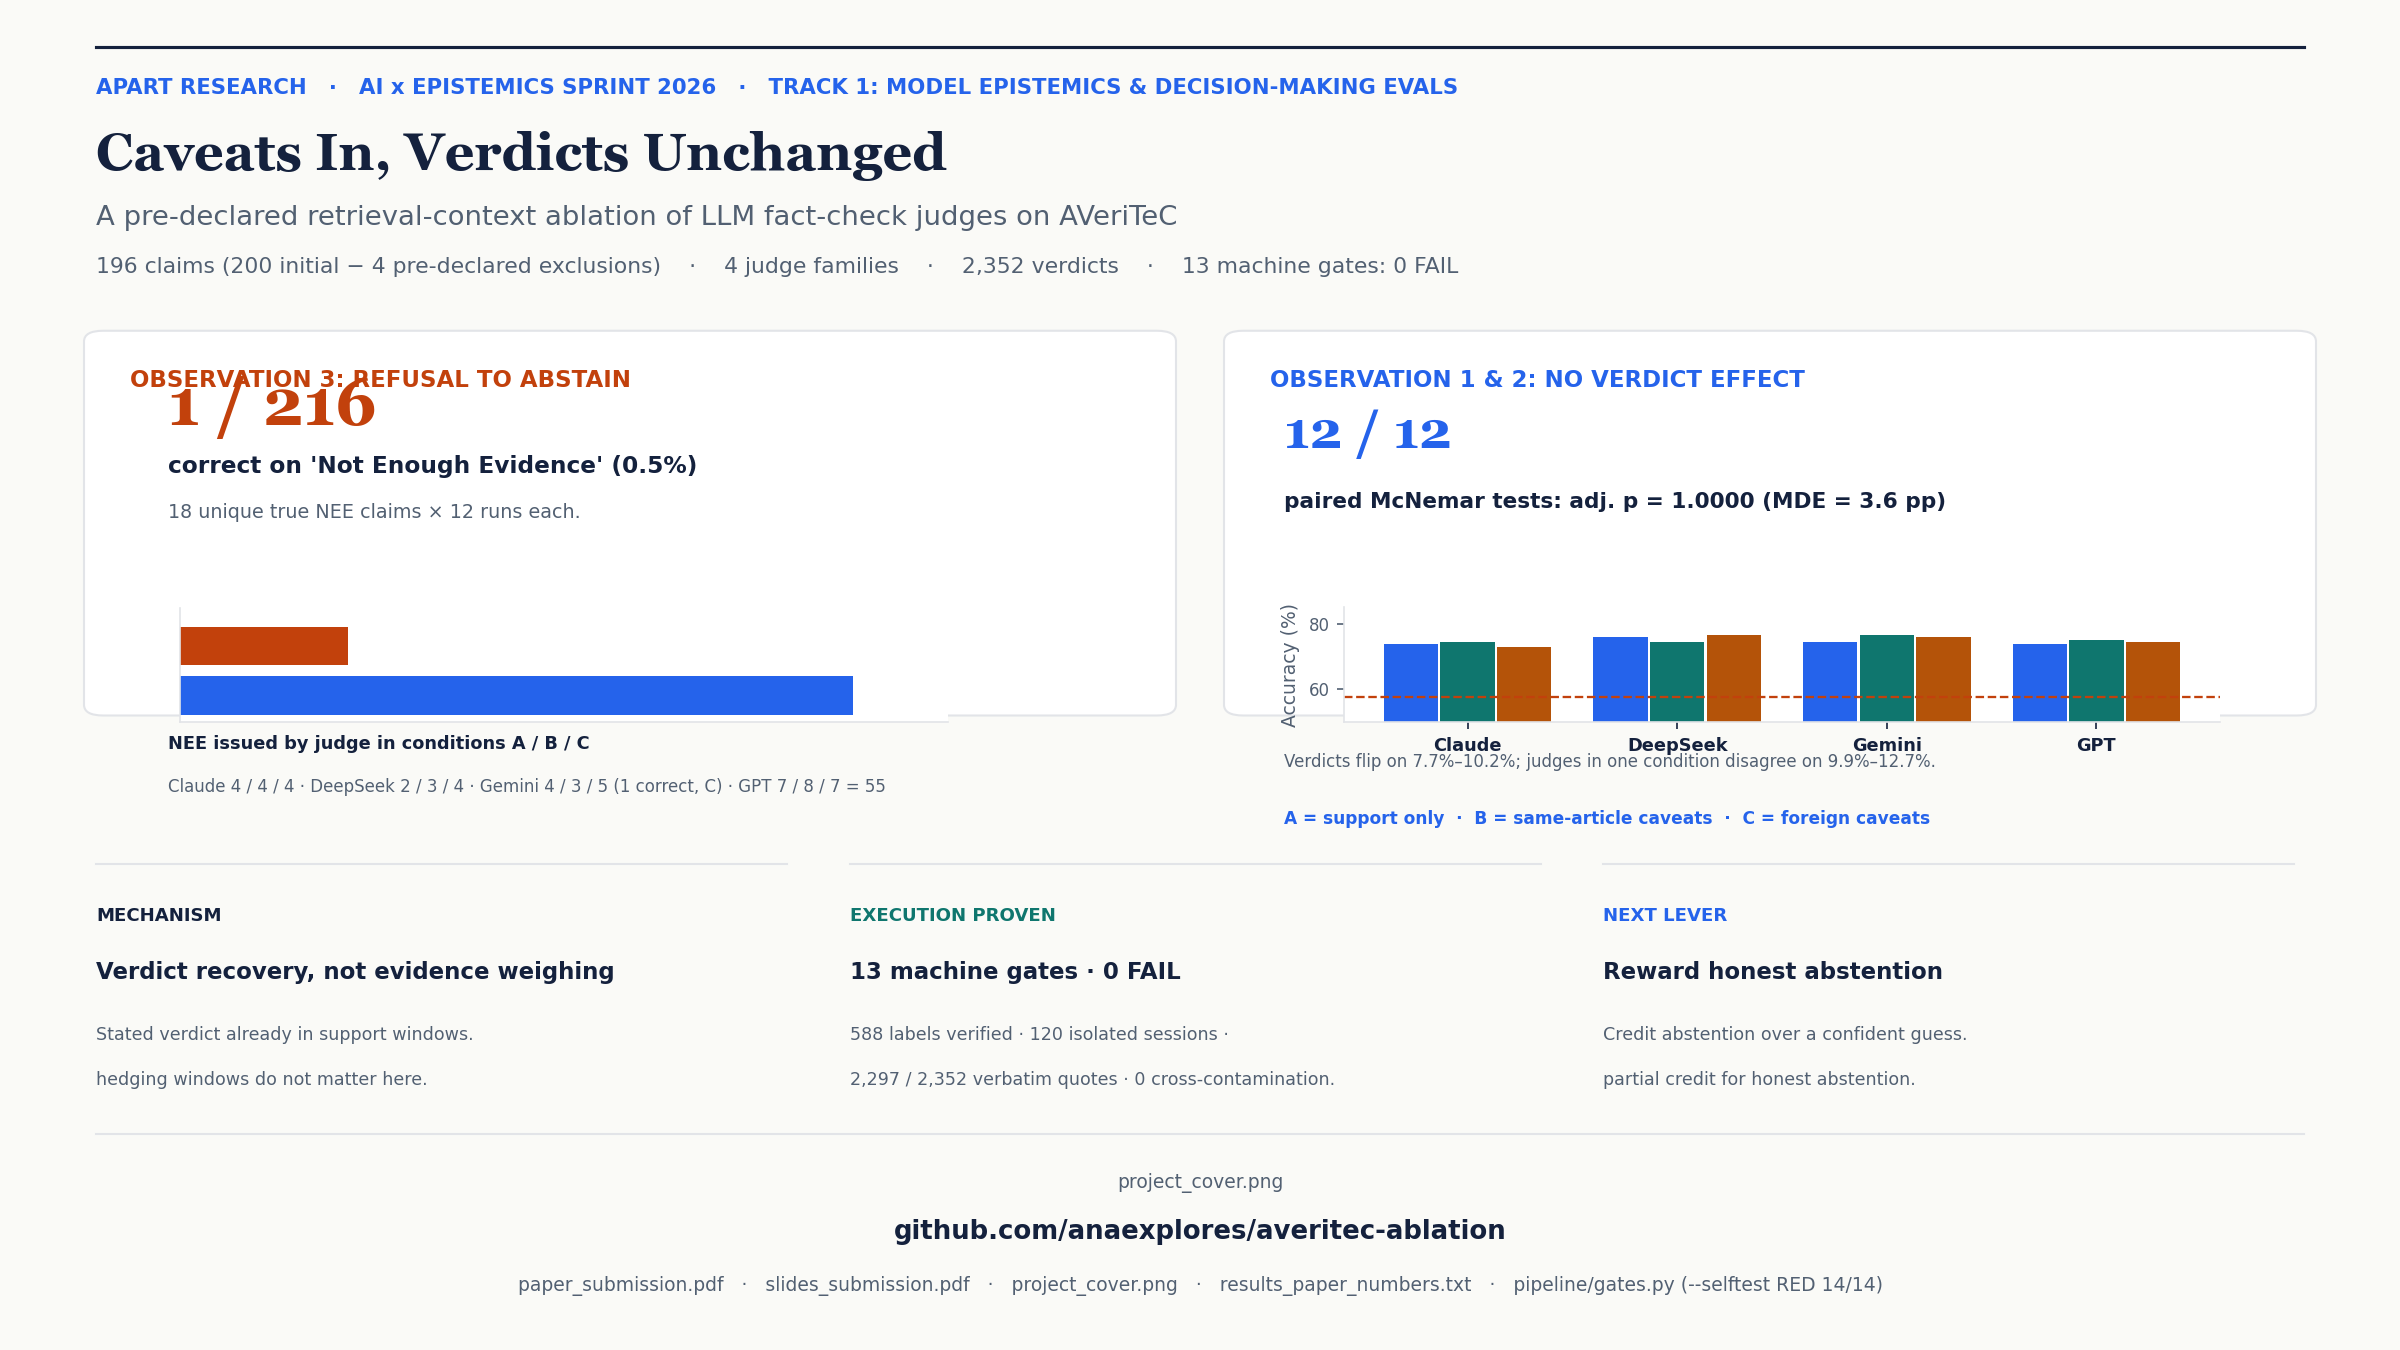 APART RESEARCH · AI x EPISTEMICS SPRINT 2026 · TRACK 1: MODEL EPISTEMICS & DECISION-MAKING EVALS
Caveats In, Verdicts Unchanged
A pre-declared retrieval-context ablation of LLM fact-check judges on AVeriTeC
196 claims (200 initial − 4 pre-declared exclusions) · 4 judge families · 2,352 verdicts · 13 machine gates: 0 FAIL
OBSERVATION 3: REFUSAL TO ABSTAIN
1 / 216
correct on 'Not Enough Evidence' (0.5%)
18 unique true NEE claims × 12 runs each.
NEE issued by judge in conditions A / B / C
Claude 4 / 4 / 4 · DeepSeek 2 / 3 / 4 · Gemini 4 / 3 / 5 (1 correct, C) · GPT 7 / 8 / 7 = 55
OBSERVATION 1 & 2: NO VERDICT EFFECT
12 / 12
paired McNemar tests: adj. p = 1.0000 (MDE = 3.6 pp)
Accuracy (%)
80
60
Claude DeepSeek Gemini GPT
Verdicts flip on 7.7%–10.2%; judges in one condition disagree on 9.9%–12.7%.
A = support only · B = same-article caveats · C = foreign caveats
MECHANISM
Verdict recovery, not evidence weighing
Stated verdict already in support windows.
hedging windows do not matter here.
EXECUTION PROVEN
13 machine gates · 0 FAIL
588 labels verified · 120 isolated sessions ·
2,297 / 2,352 verbatim quotes · 0 cross-contamination.
NEXT LEVER
Reward honest abstention
Credit abstention over a confident guess.
partial credit for honest abstention.
project_cover.png
github.com/anaexplores/averitec-ablation
paper_submission.pdf · slides_submission.pdf · project_cover.png · results_paper_numbers.txt · pipeline/gates.py (--selftest RED 14/14)